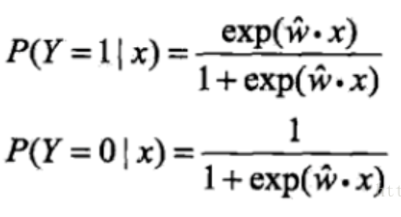 P(Y = 1 | x) = exp(ŵ · x) / (1 + exp(ŵ · x))
P(Y = 0 | x) = 1 / (1 + exp(ŵ · x))